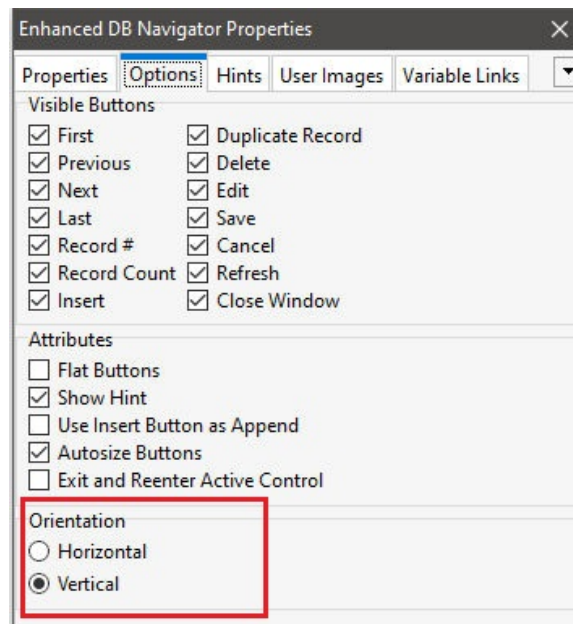 Enhanced DB Navigator Properties
Properties Options Hints User Images Variable Links
Visible Buttons
First Duplicate Record
Previous Delete
Next Edit
Last Save
Record # Cancel
Record Count Refresh
Insert Close Window
Attributes
Flat Buttons
Show Hint
Use Insert Button as Append
Autosize Buttons
Exit and Reenter Active Control
Orientation
Horizontal
Vertical